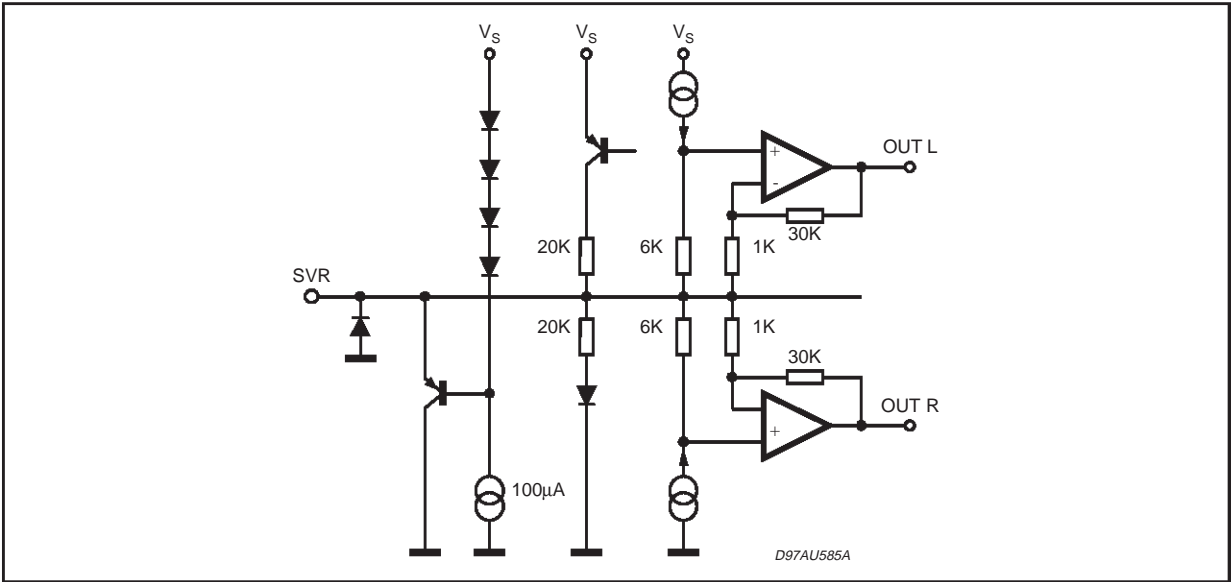 VS VS VS
+
-
OUT L
30K
20K 6K 1K
SVR
20K 6K 1K
30K
+
OUT R
100µA
D97AU585A